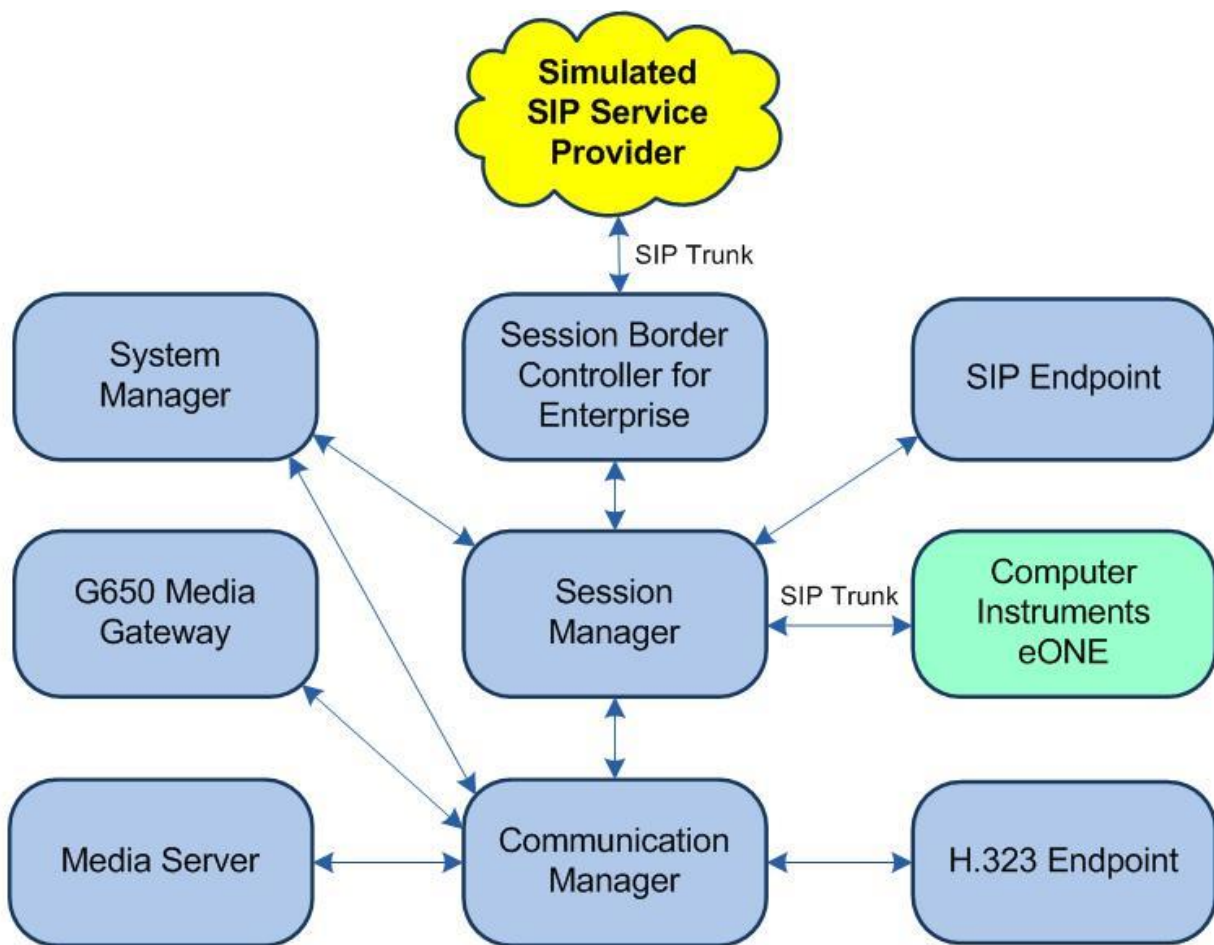 Simulated
SIP Service
Provider
SIP Trunk
System
Manager
Session Border
Controller for
Enterprise
SIP Endpoint
G650 Media
Gateway
Session
Manager
SIP Trunk
Computer
Instruments
eONE
Media Server
Communication
Manager
H.323 Endpoint